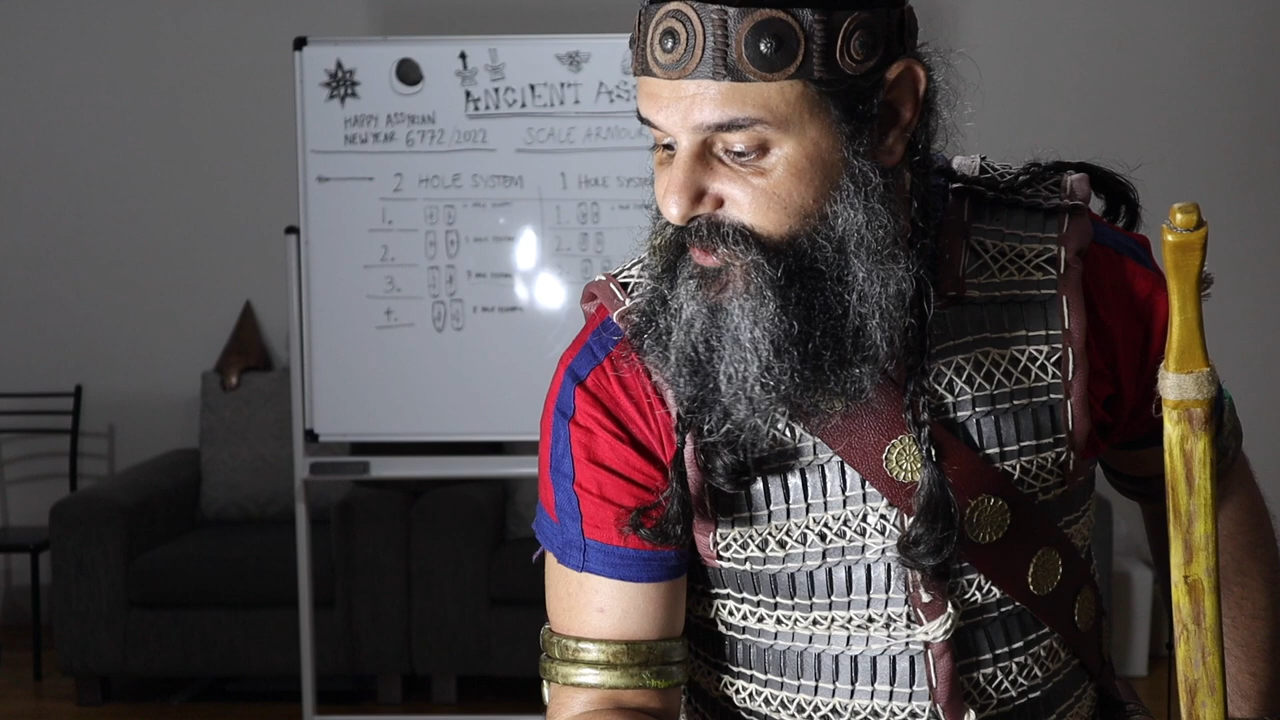 ANCIENT AS
HAPPY ASSYRIAN
NEW YEAR 6772/2022
SCALE ARMOUR
2 HOLE SYSTEM
1 HOLE SYSTE
1.
1.
2.
2.
3.
4.